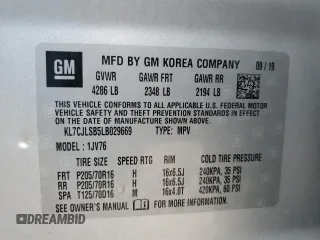 GM
MFD BY GM KOREA COMPANY
09/19
GVWR GAWR FRT GAWR RR
4286 LB 2348 LB 2194 LB
THIS VEHICLE CONFORMS TO ALL APPLICABLE U.S. FEDERAL MOTOR
VEHICLE SAFETY AND THEFT PREVENTION STANDARDS IN EFFECT
ON THE DATE OF MANUFACTURE SHOWN ABOVE.
KL7CJLSB5LB029669 TYPE: MPV
MODEL: 1JV76
TIRE SIZE SPEED RTG RIM COLD TIRE PRESSURE
FRT P205/70R16 H 16x6.5J 240KPA, 35 PSI
RR P205/70R16 H 16x6.5J 240KPA, 35 PSI
SPA T125/70D16 M 16x4.0T 420KPA, 60 PSI
SEE OWNER'S MANUAL FOR MORE INFORMATION.
DREAMBID